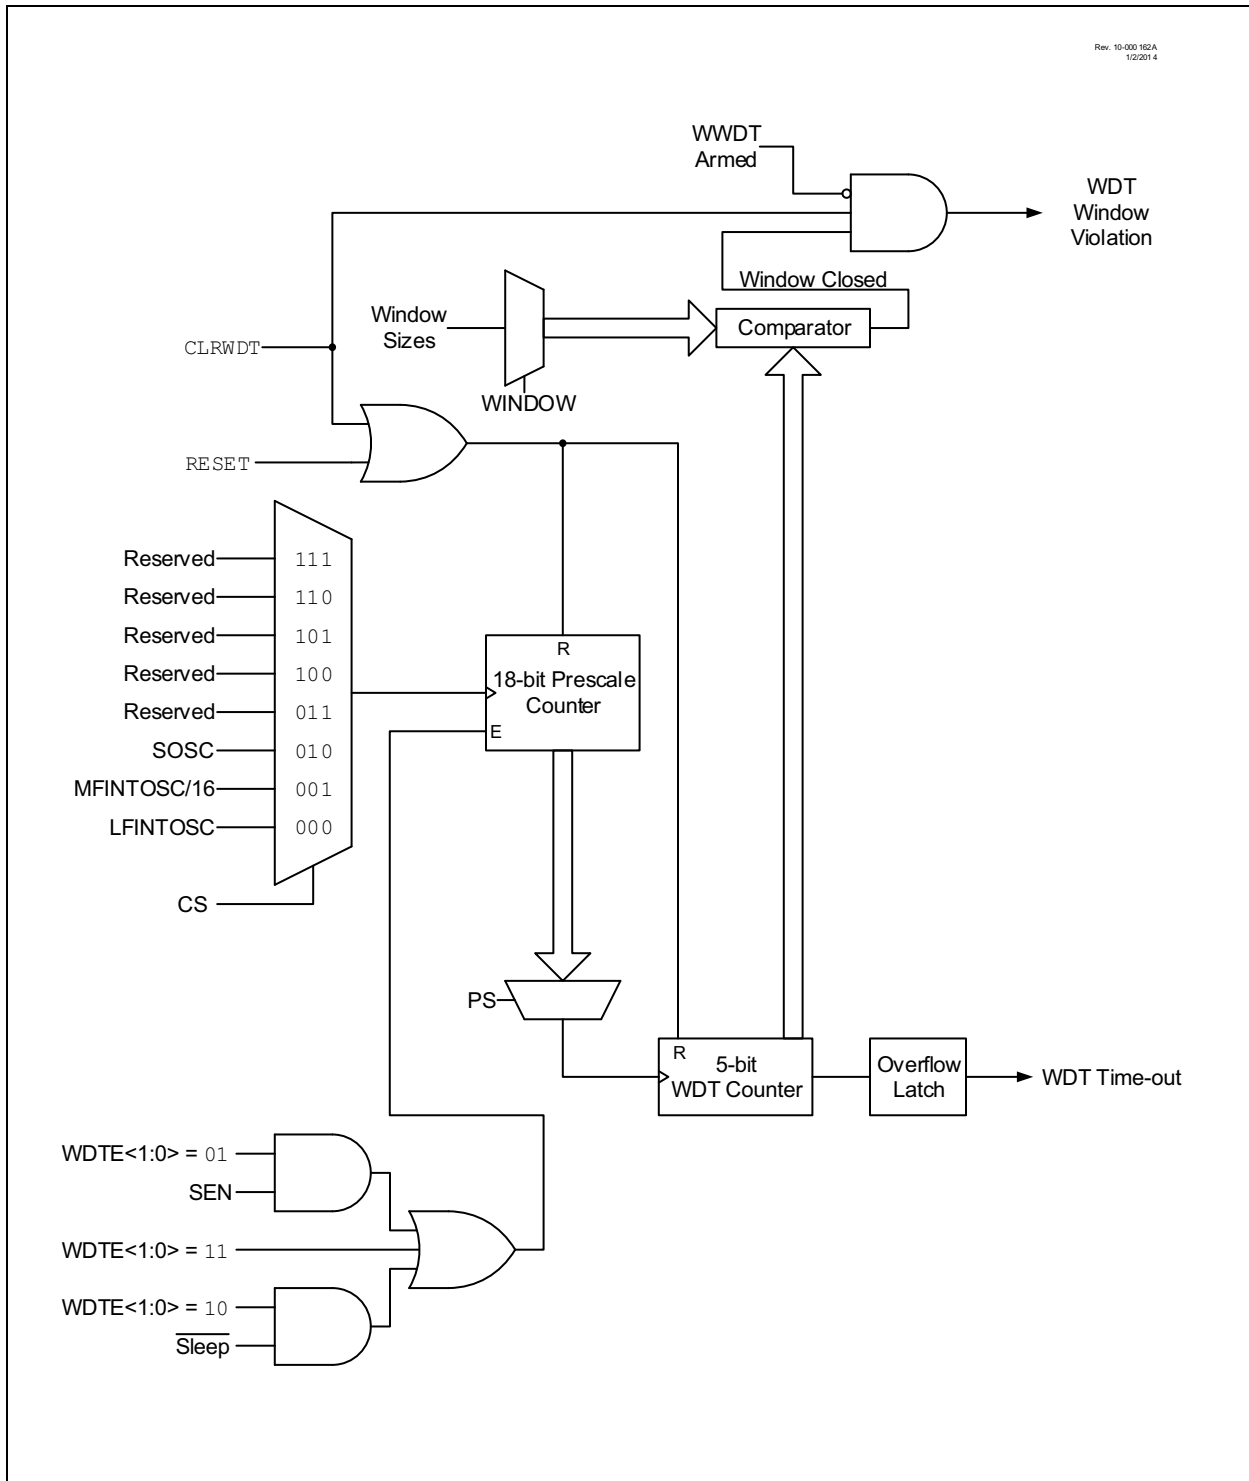 Rev. 10-000 162A
1/2/201 4
WWDT
Armed
WDT
Window
Violation
Window Closed
Window
Sizes
Comparator
CLRWDT
WINDOW
RESET
Reserved 111
Reserved 110
Reserved 101
Reserved 100
Reserved 011
SOSC 010
MFINTOSC/16 001
LFINTOSC 000
CS
R
18-bit Prescale
Counter
E
PS
R
5-bit
WDT Counter
Overflow
Latch
WDT Time-out
WDTE<1:0> = 01
SEN
WDTE<1:0> = 11
WDTE<1:0> = 10
Sleep